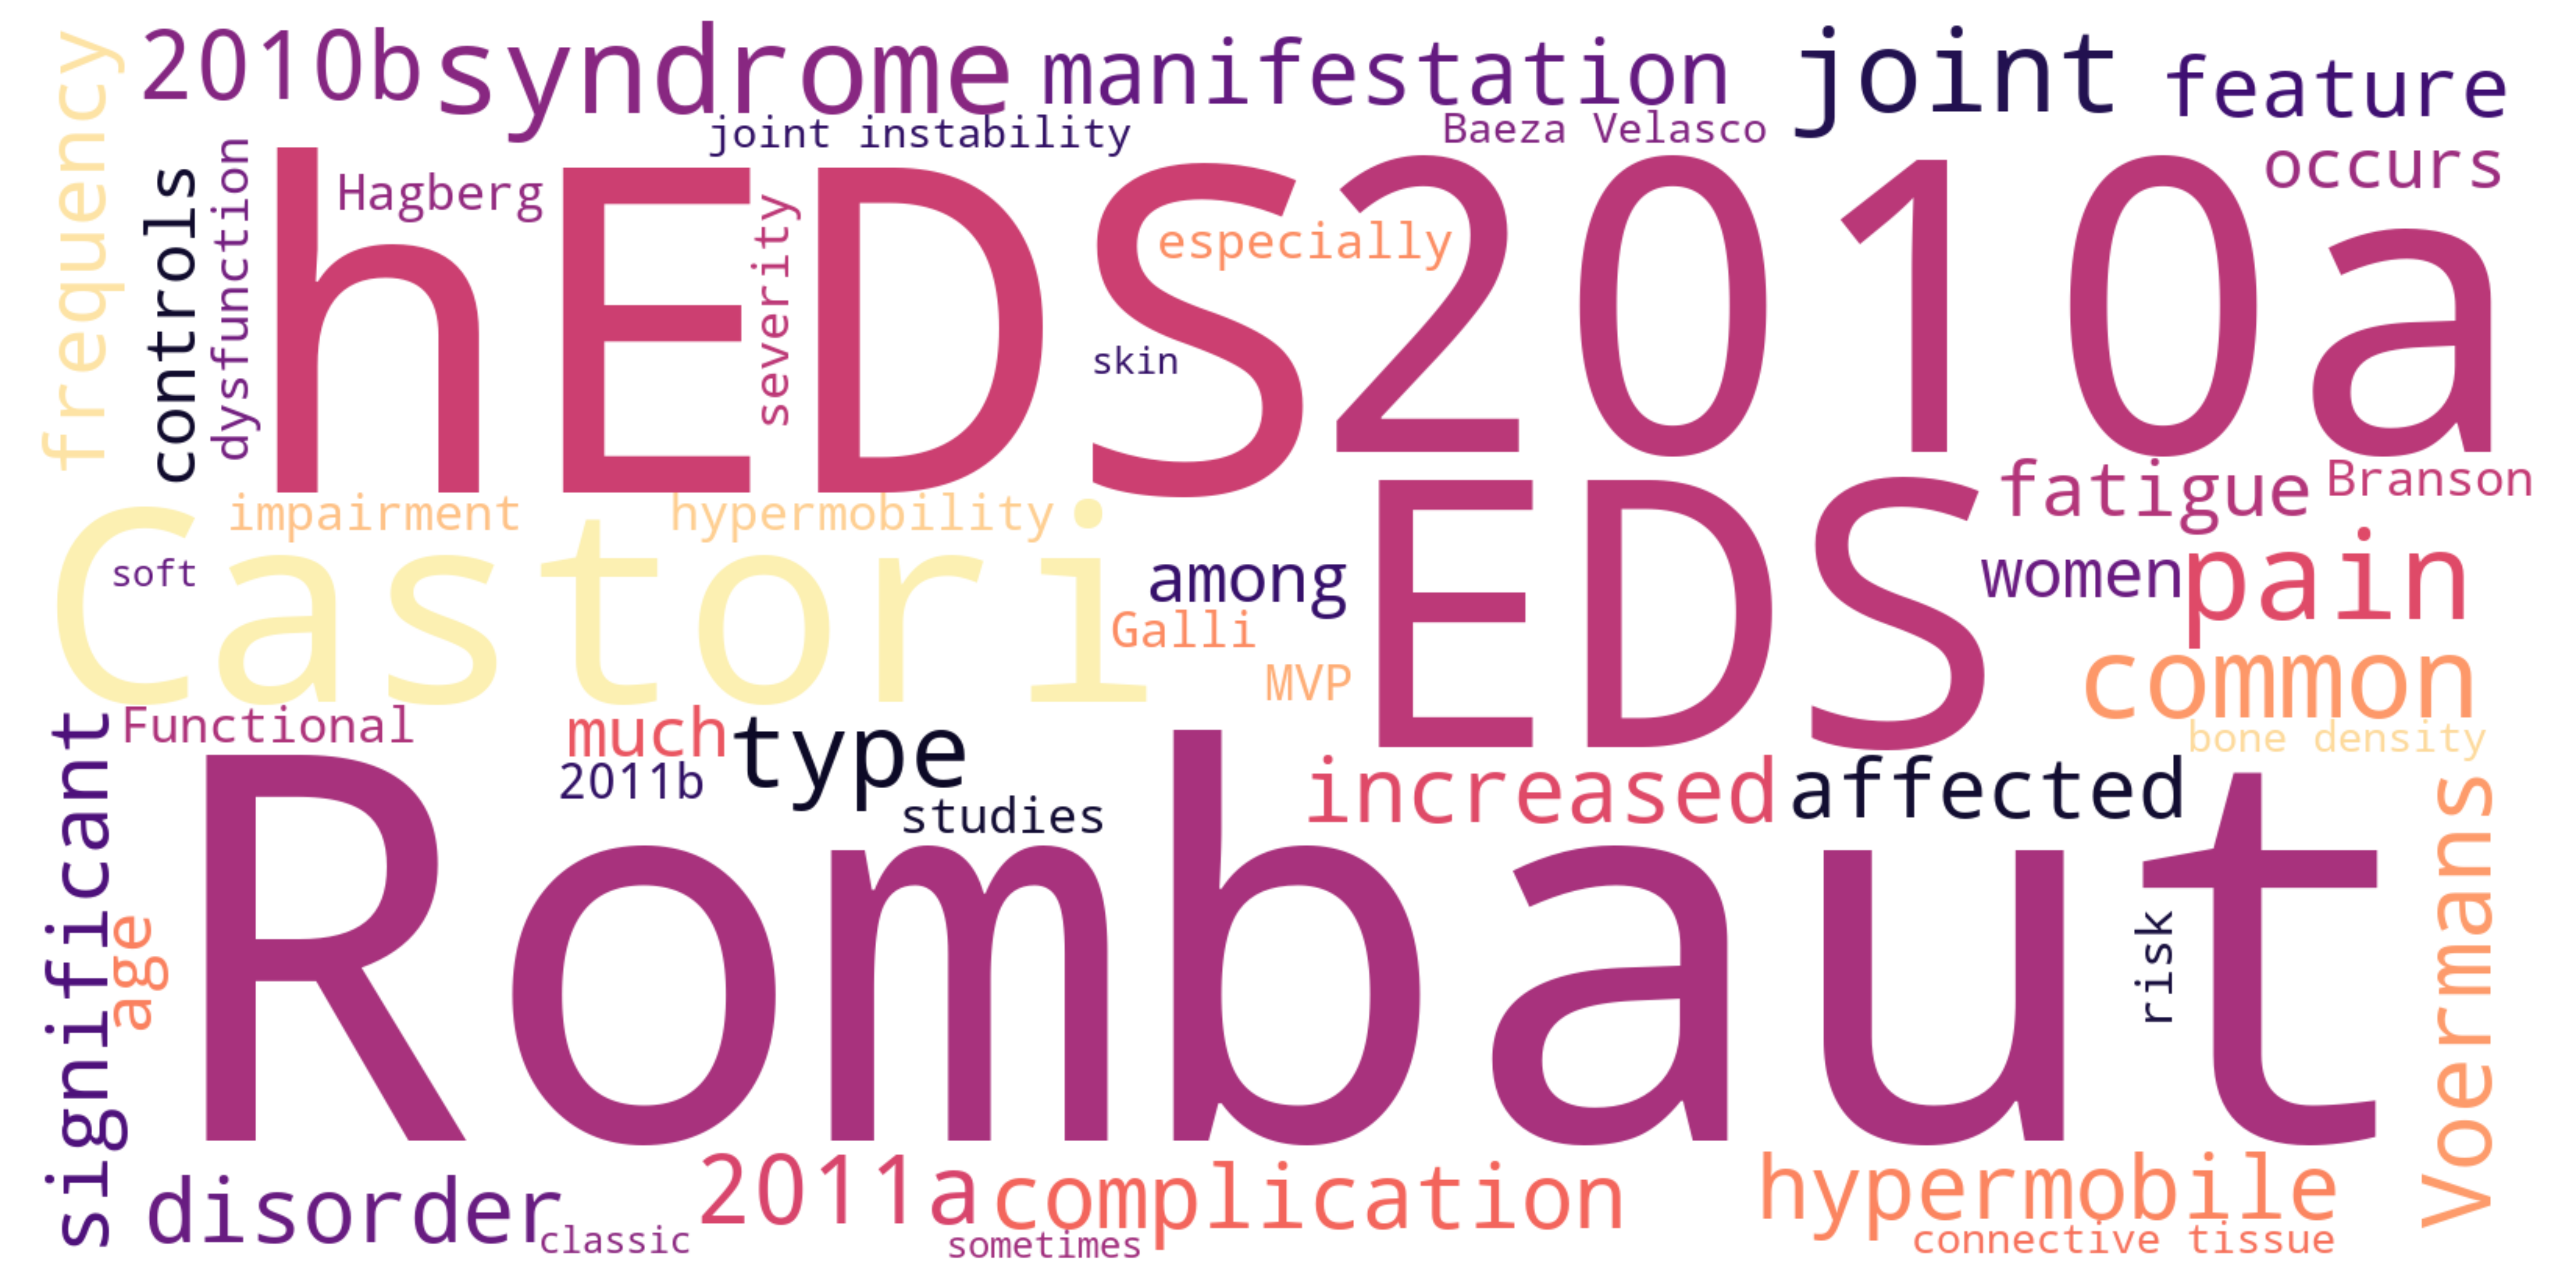 frequency
2010b
syndrome
manifestation
joint
feature
joint instability
Baeza Velasco
occurs
controls
dysfunction
hEDS
Hagberg
severity
especially
skin
2010a
fatigue
Branson
impairment
hypermobility
Castori
soft
among
EDS
women
pain
Galli
MVP
common
significant
Functional
much
type
bone density
2011b
studies
increased
affected
Voermans
age
Rombaut
risk
disorder
2011a
complication
hypermobile
classic
sometimes
connective tissue